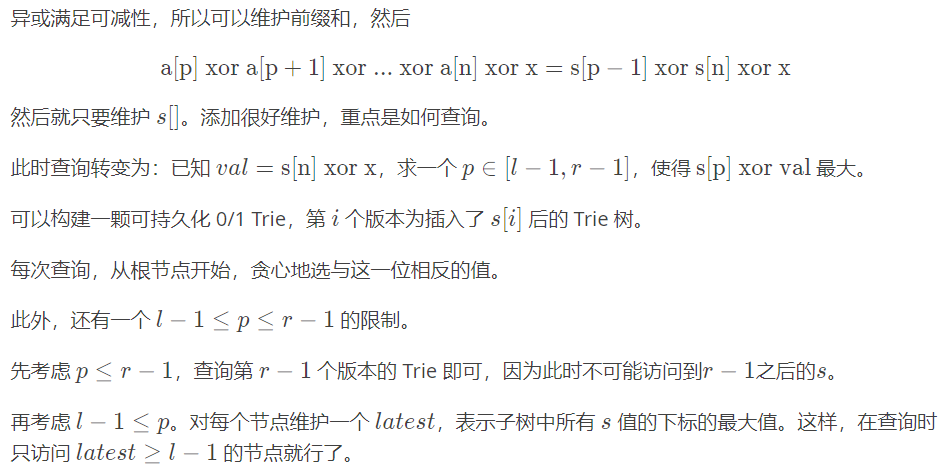 异或满足可减性，所以可以维护前缀和，然后
a[p] xor a[p + 1] xor ... xor a[n] xor x = s[p − 1] xor s[n] xor x
然后就只要维护 s[]。添加很好维护，重点是如何查询。
此时查询转变为：已知 val = s[n] xor x，求一个 p ∈ [l − 1, r − 1]，使得 s[p] xor val 最大。
可以构建一颗可持久化 0/1 Trie，第 i 个版本为插入了 s[i] 后的 Trie 树。
每次查询，从根节点开始，贪心地选与这一位相反的值。
此外，还有一个 l − 1 ≤ p ≤ r − 1 的限制。
先考虑 p ≤ r − 1，查询第 r − 1 个版本的 Trie 即可，因为此时不可能访问到r − 1之后的s。
再考虑 l − 1 ≤ p。对每个节点维护一个 latest，表示子树中所有 s 值的下标的最大值。这样，在查询时
只访问 latest ≥ l − 1 的节点就行了。